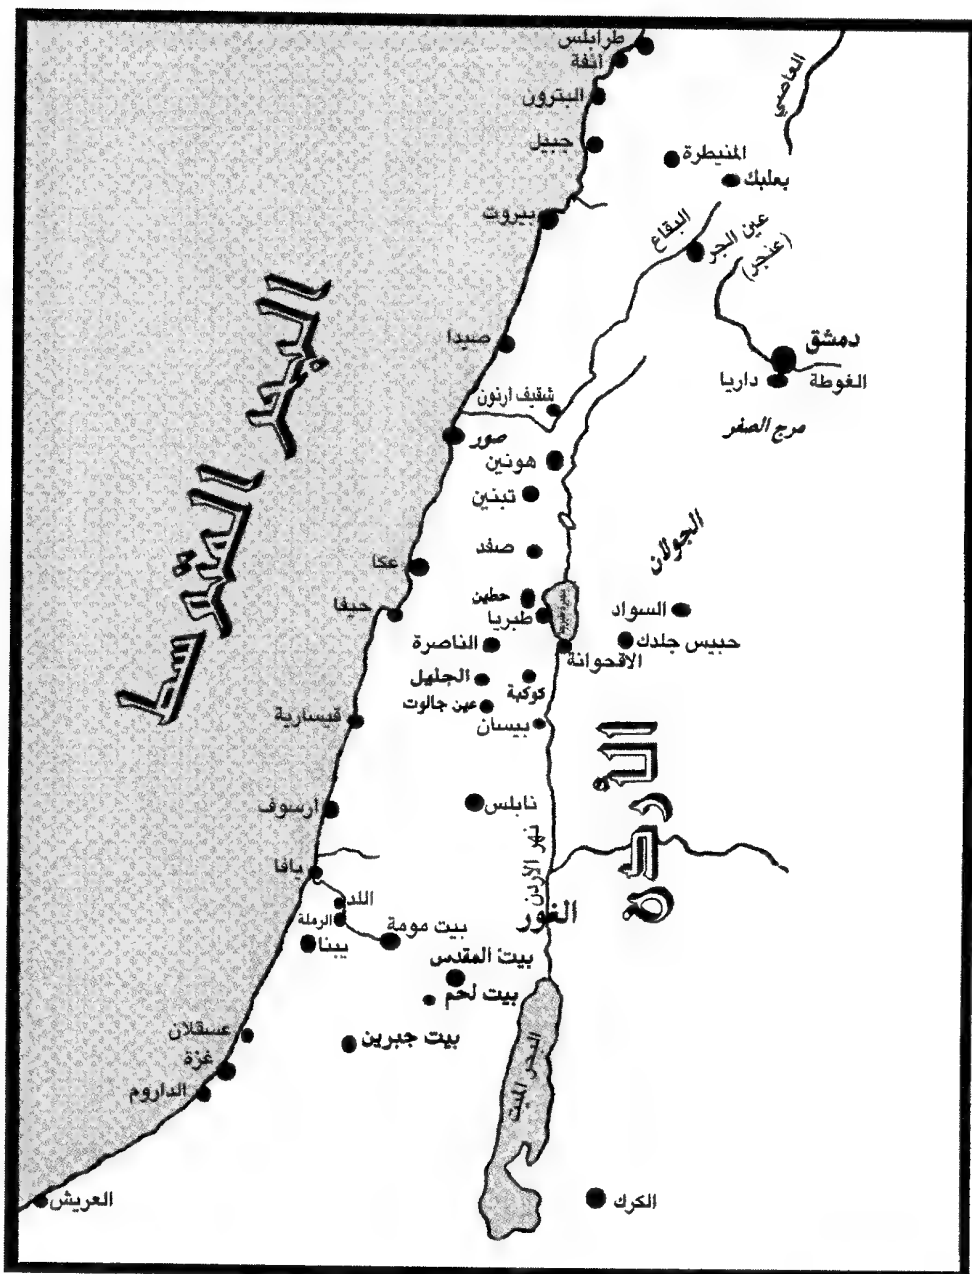 طرابلس
أنفة
البترون
جبيل
العاصي
المنيطرة
بعلبك
بيروت
البقاع
عين الجر
(عنجر)
البحر
المتوسط
صيدا
دمشق
الغوطة
داريا
مرج الصفر
شقيف ارنون
صور
هونين
تبنين
الجولان
صفد
عكا
حطين
طبريا
بحيرة طبرية
السواد
حيفا
حبيس جلدك
الاقحوانة
الناصرة
الجليل
كوكبة
عين جالوت
قيسارية
بيسان
الأردن
أرسوف
نابلس
نهر الأردن
يافا
اللد
الرملة
الغور
يبنا
بيت مومة
بيت المقدس
بيت لحم
عسقلان
بيت جبرين
غزة
الداروم
البحر الميت
العريش
الكرك